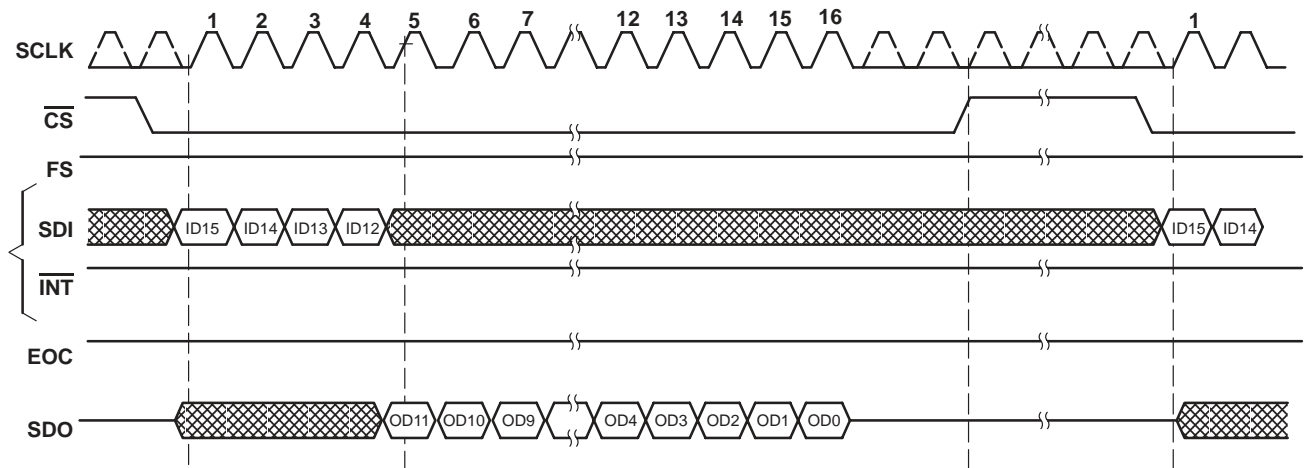 1 2 3 4 5 6 7 12 13 14 15 16 1
SCLK
CS
FS
SDI ID15 ID14 ID13 ID12 ID15 ID14
INT
EOC
SDO OD11 OD10 OD9 OD4 OD3 OD2 OD1 OD0